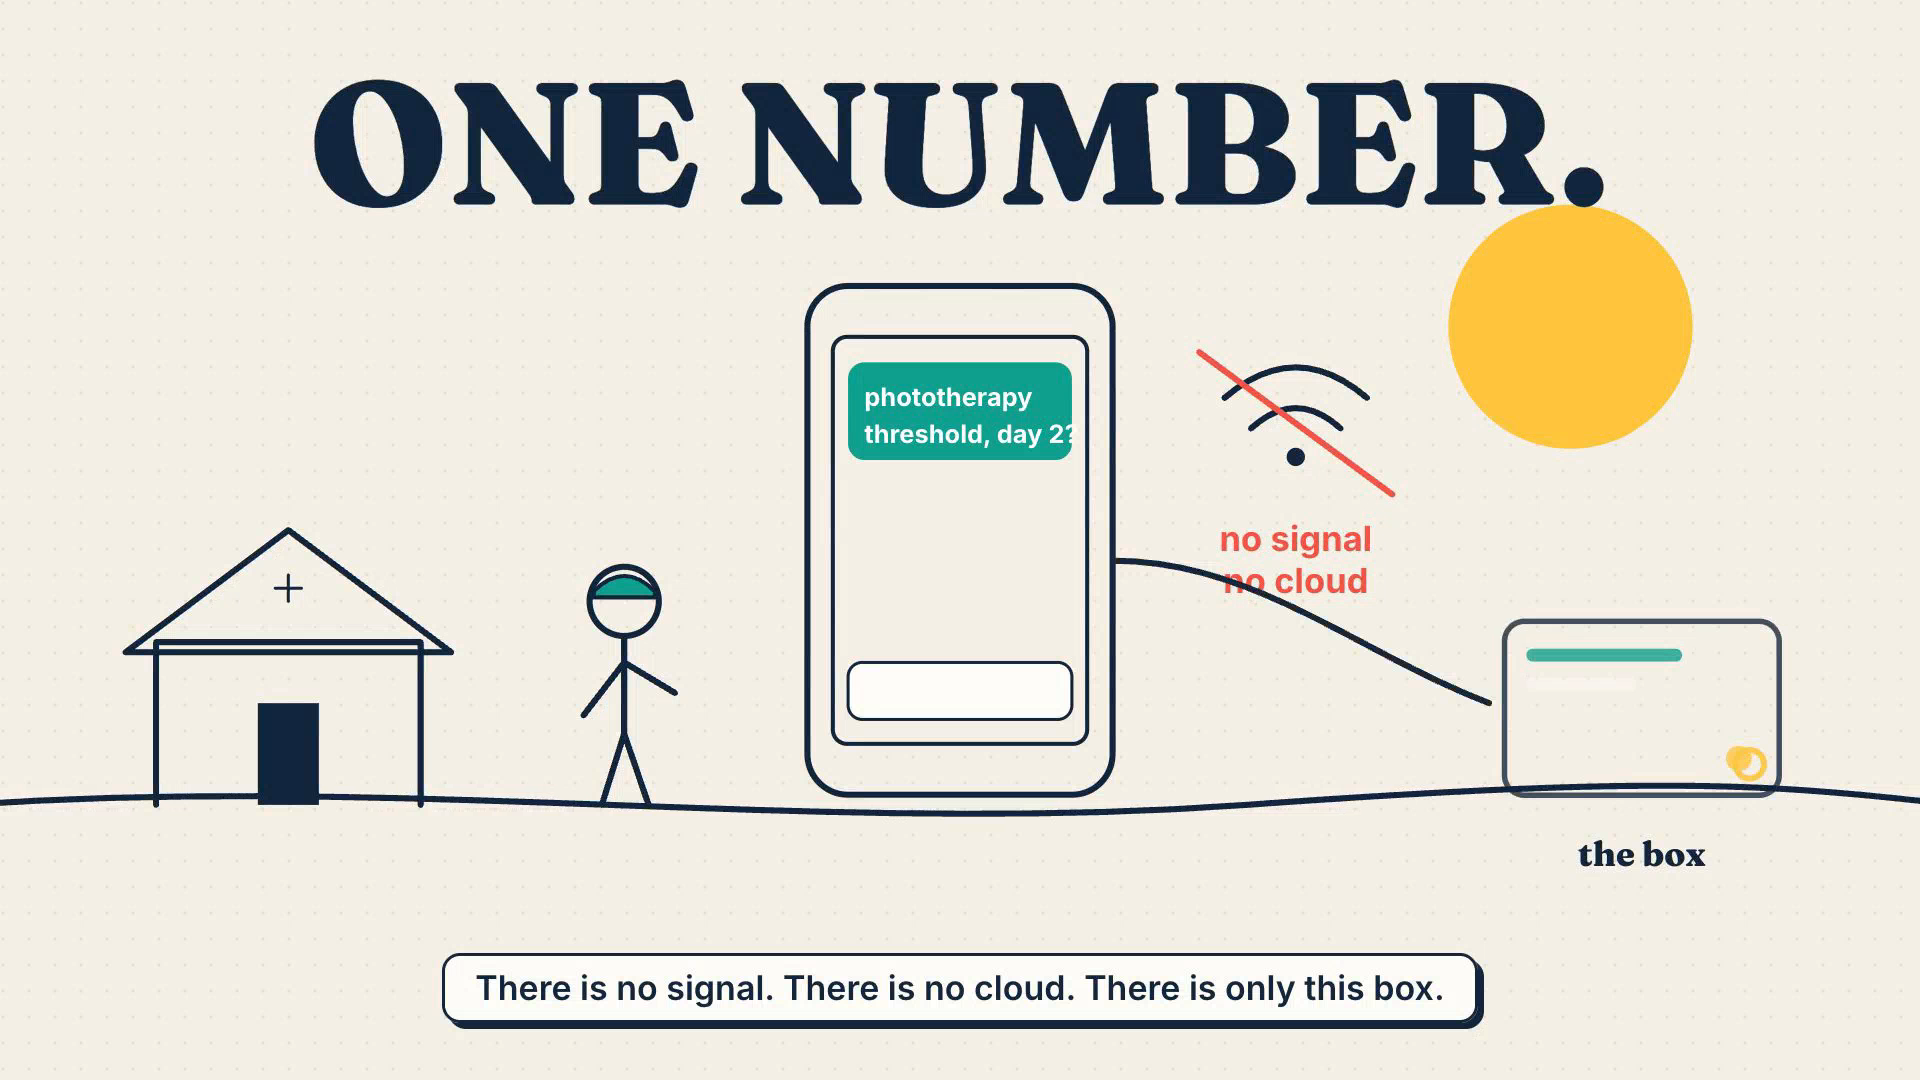 ONE NUMBER.
phototherapy
threshold, day 2?
no signal
no cloud
the box
There is no signal. There is no cloud. There is only this box.